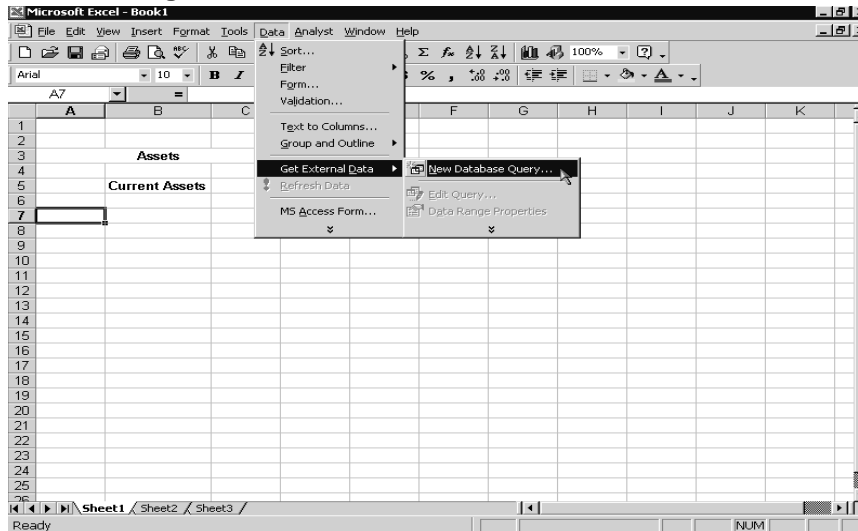 Microsoft Excel - Book1
File Edit View Insert Format Tools Data Analyst Window Help
100%
Arial 10 B I % ,
A7 =
A B C F G H I J K
Sort...
Filter
Form...
Validation...
Text to Columns...
Group and Outline
Get External Data
Refresh Data
MS Access Form...
New Database Query...
Edit Query...
Data Range Properties
1
2
3 Assets
4
5 Current Assets
6
7
8
9
10
11
12
13
14
15
16
17
18
19
20
21
22
23
24
25
26
Sheet1 Sheet2 Sheet3
Ready NUM